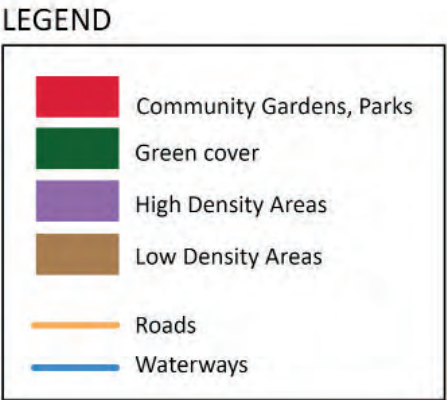 LEGEND
Community Gardens, Parks
Green cover
High Density Areas
Low Density Areas
Roads
Waterways